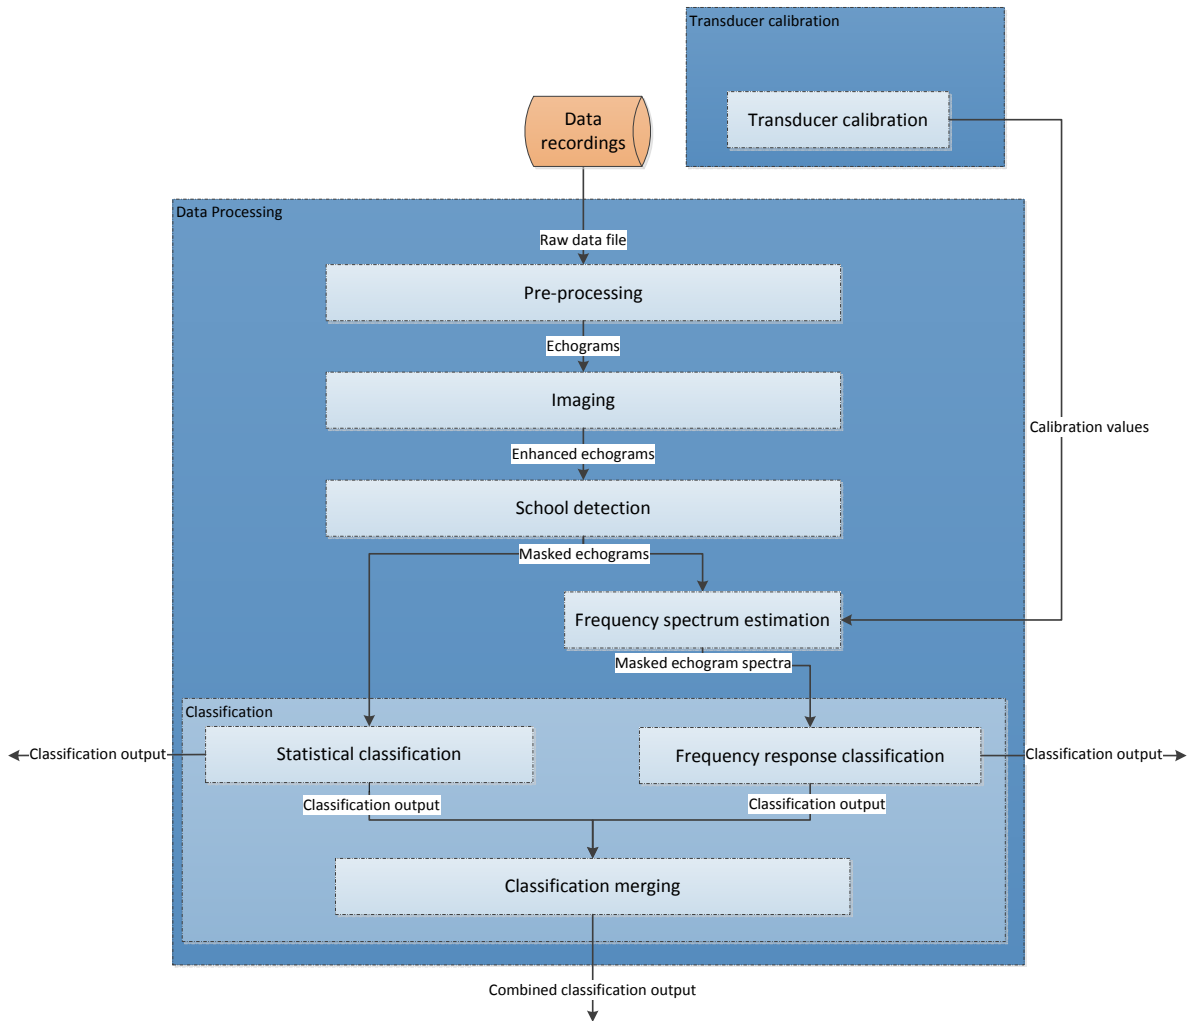 Transducer calibration
Transducer calibration
Data
recordings
Data Processing
Raw data file
Pre-processing
Echograms
Imaging
Calibration values
Enhanced echograms
School detection
Masked echograms
Frequency spectrum estimation
Masked echogram spectra
Classification
Classification output
Statistical classification
Frequency response classification
Classification output
Classification output
Classification output
Classification merging
Combined classification output